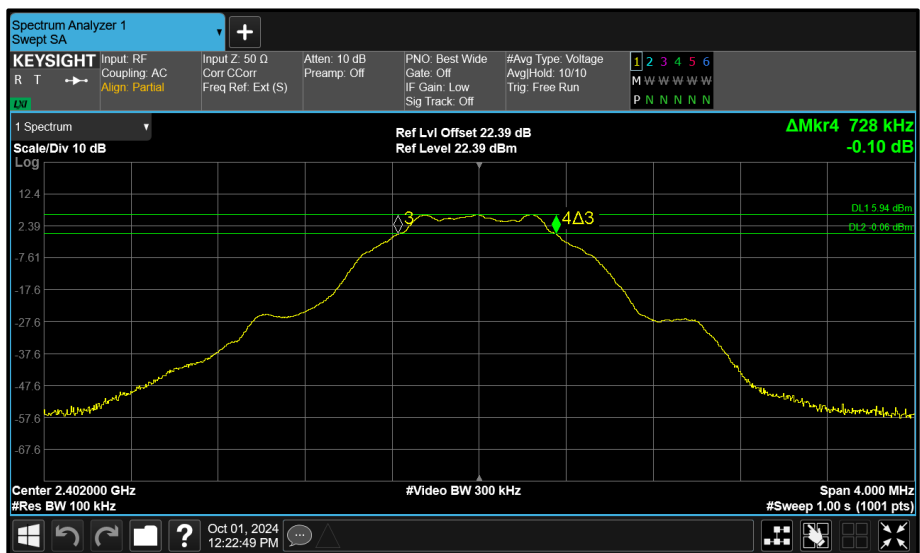 Spectrum Analyzer 1
Swept SA
+
KEYSIGHT
R T
LXI
Input: RF
Coupling: AC
Align: Partial
Input Z: 50 Ω
Corr CCorr
Freq Ref: Ext (S)
Atten: 10 dB
Preamp: Off
PNO: Best Wide
Gate: Off
IF Gain: Low
Sig Track: Off
#Avg Type: Voltage
Avg|Hold: 10/10
Trig: Free Run
1 2 3 4 5 6
M W W W W W
P N N N N N
1 Spectrum
Scale/Div 10 dB
Log
Ref Lvl Offset 22.39 dB
Ref Level 22.39 dBm
ΔMkr4 728 kHz
-0.10 dB
12.4
2.39
-7.61
-17.6
-27.6
-37.6
-47.6
-57.6
-67.6
3
4Δ3
DL1 5.94 dBm
DL2 -0.06 dBm
Center 2.402000 GHz
#Res BW 100 kHz
#Video BW 300 kHz
Span 4.000 MHz
#Sweep 1.00 s (1001 pts)
?
Oct 01, 2024
12:22:49 PM